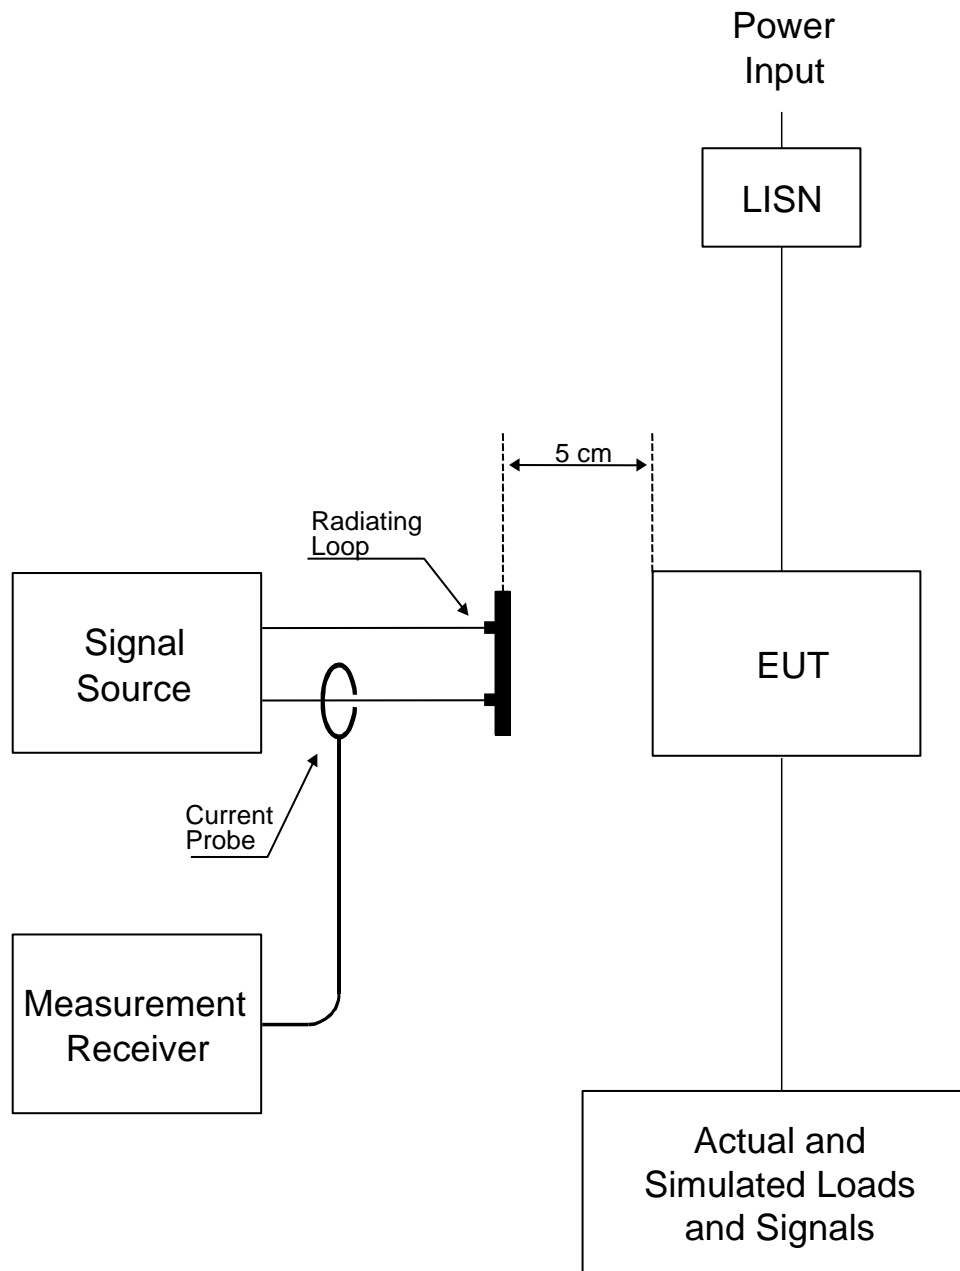 Power
Input
LISN
5 cm
Radiating
Loop
Signal
Source
EUT
Current
Probe
Measurement
Receiver
Actual and
Simulated Loads
and Signals